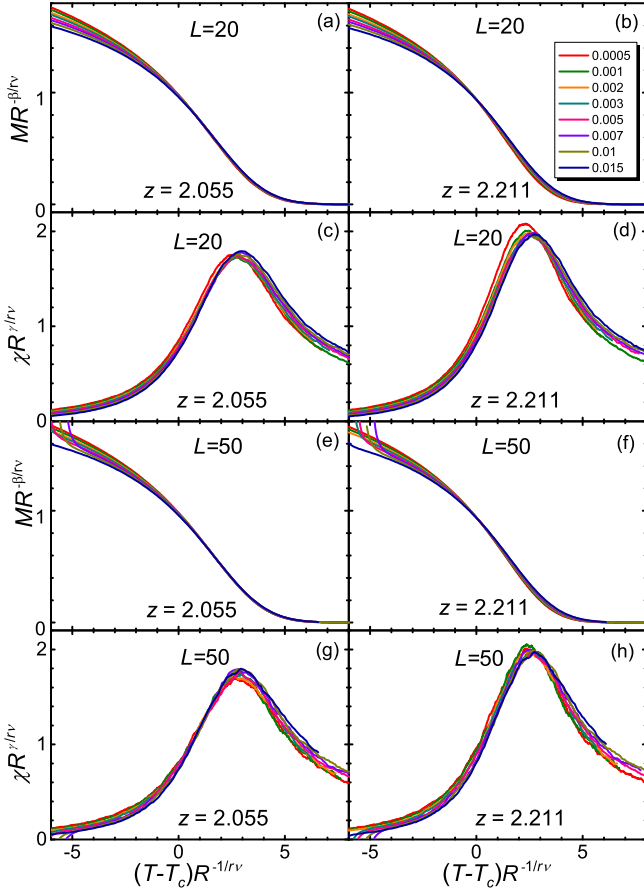 (a)
L=20
MR^{-β/rν}
1
0
z = 2.055
(b)
L=20
0.0005
0.001
0.002
0.003
0.005
0.007
0.01
0.015
z = 2.211
(c)
L=20
χR^{γ/rν}
2
1
0
z = 2.055
(d)
L=20
z = 2.211
(e)
L=50
MR^{-β/rν}
1
0
z = 2.055
(f)
L=50
z = 2.211
(g)
L=50
χR^{γ/rν}
2
1
0
z = 2.055
-5 0 5
(T-T_c)R^{-1/rν}
(h)
L=50
z = 2.211
-5 0 5
(T-T_c)R^{-1/rν}